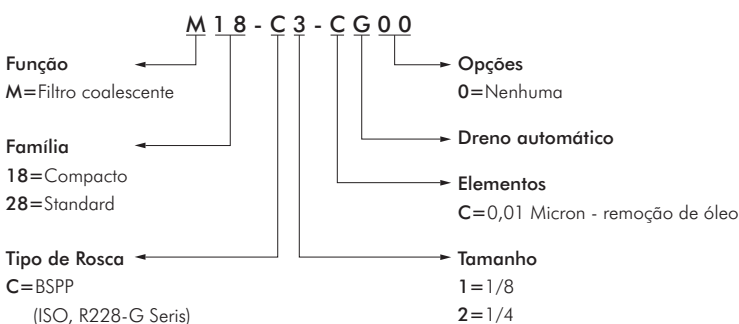 M18-C3-CG00
Função
M=Filtro coalescente
Família
18=Compacto
28=Standard
Tipo de Rosca
C=BSPP
(ISO, R228-G Seris)
Opções
0=Nenhuma
Dreno automático
Elementos
C=0,01 Micron - remoção de óleo
Tamanho
1=1/8
2=1/4